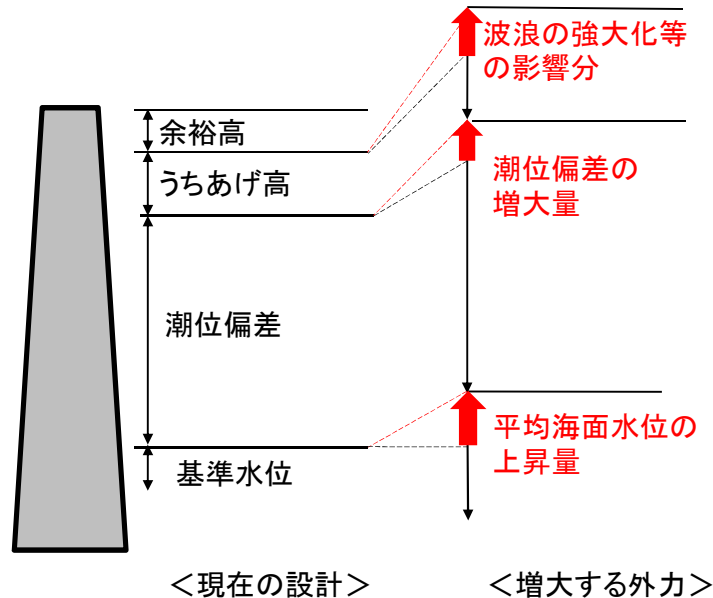 波浪の強大化等
の影響分
余裕高
うちあげ高
潮位偏差の
増大量
潮位偏差
平均海面水位の
上昇量
基準水位
＜現在の設計＞
＜増大する外力＞